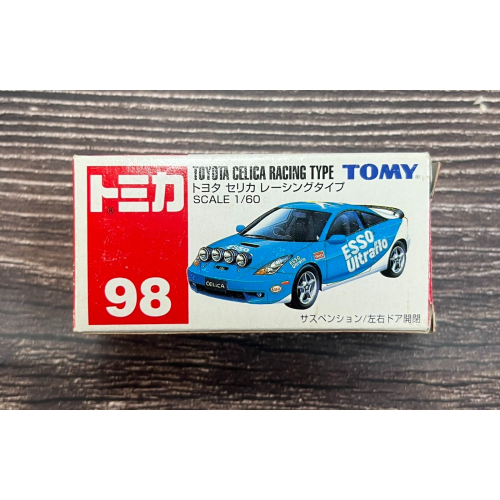 トミカ
98
TOYOTA CELICA RACING TYPE
TOMY
トヨタ セリカ レーシングタイプ
SCALE 1/60
ESSO
Ultraflo
CELICA
サスペンション/左右ドア開閉